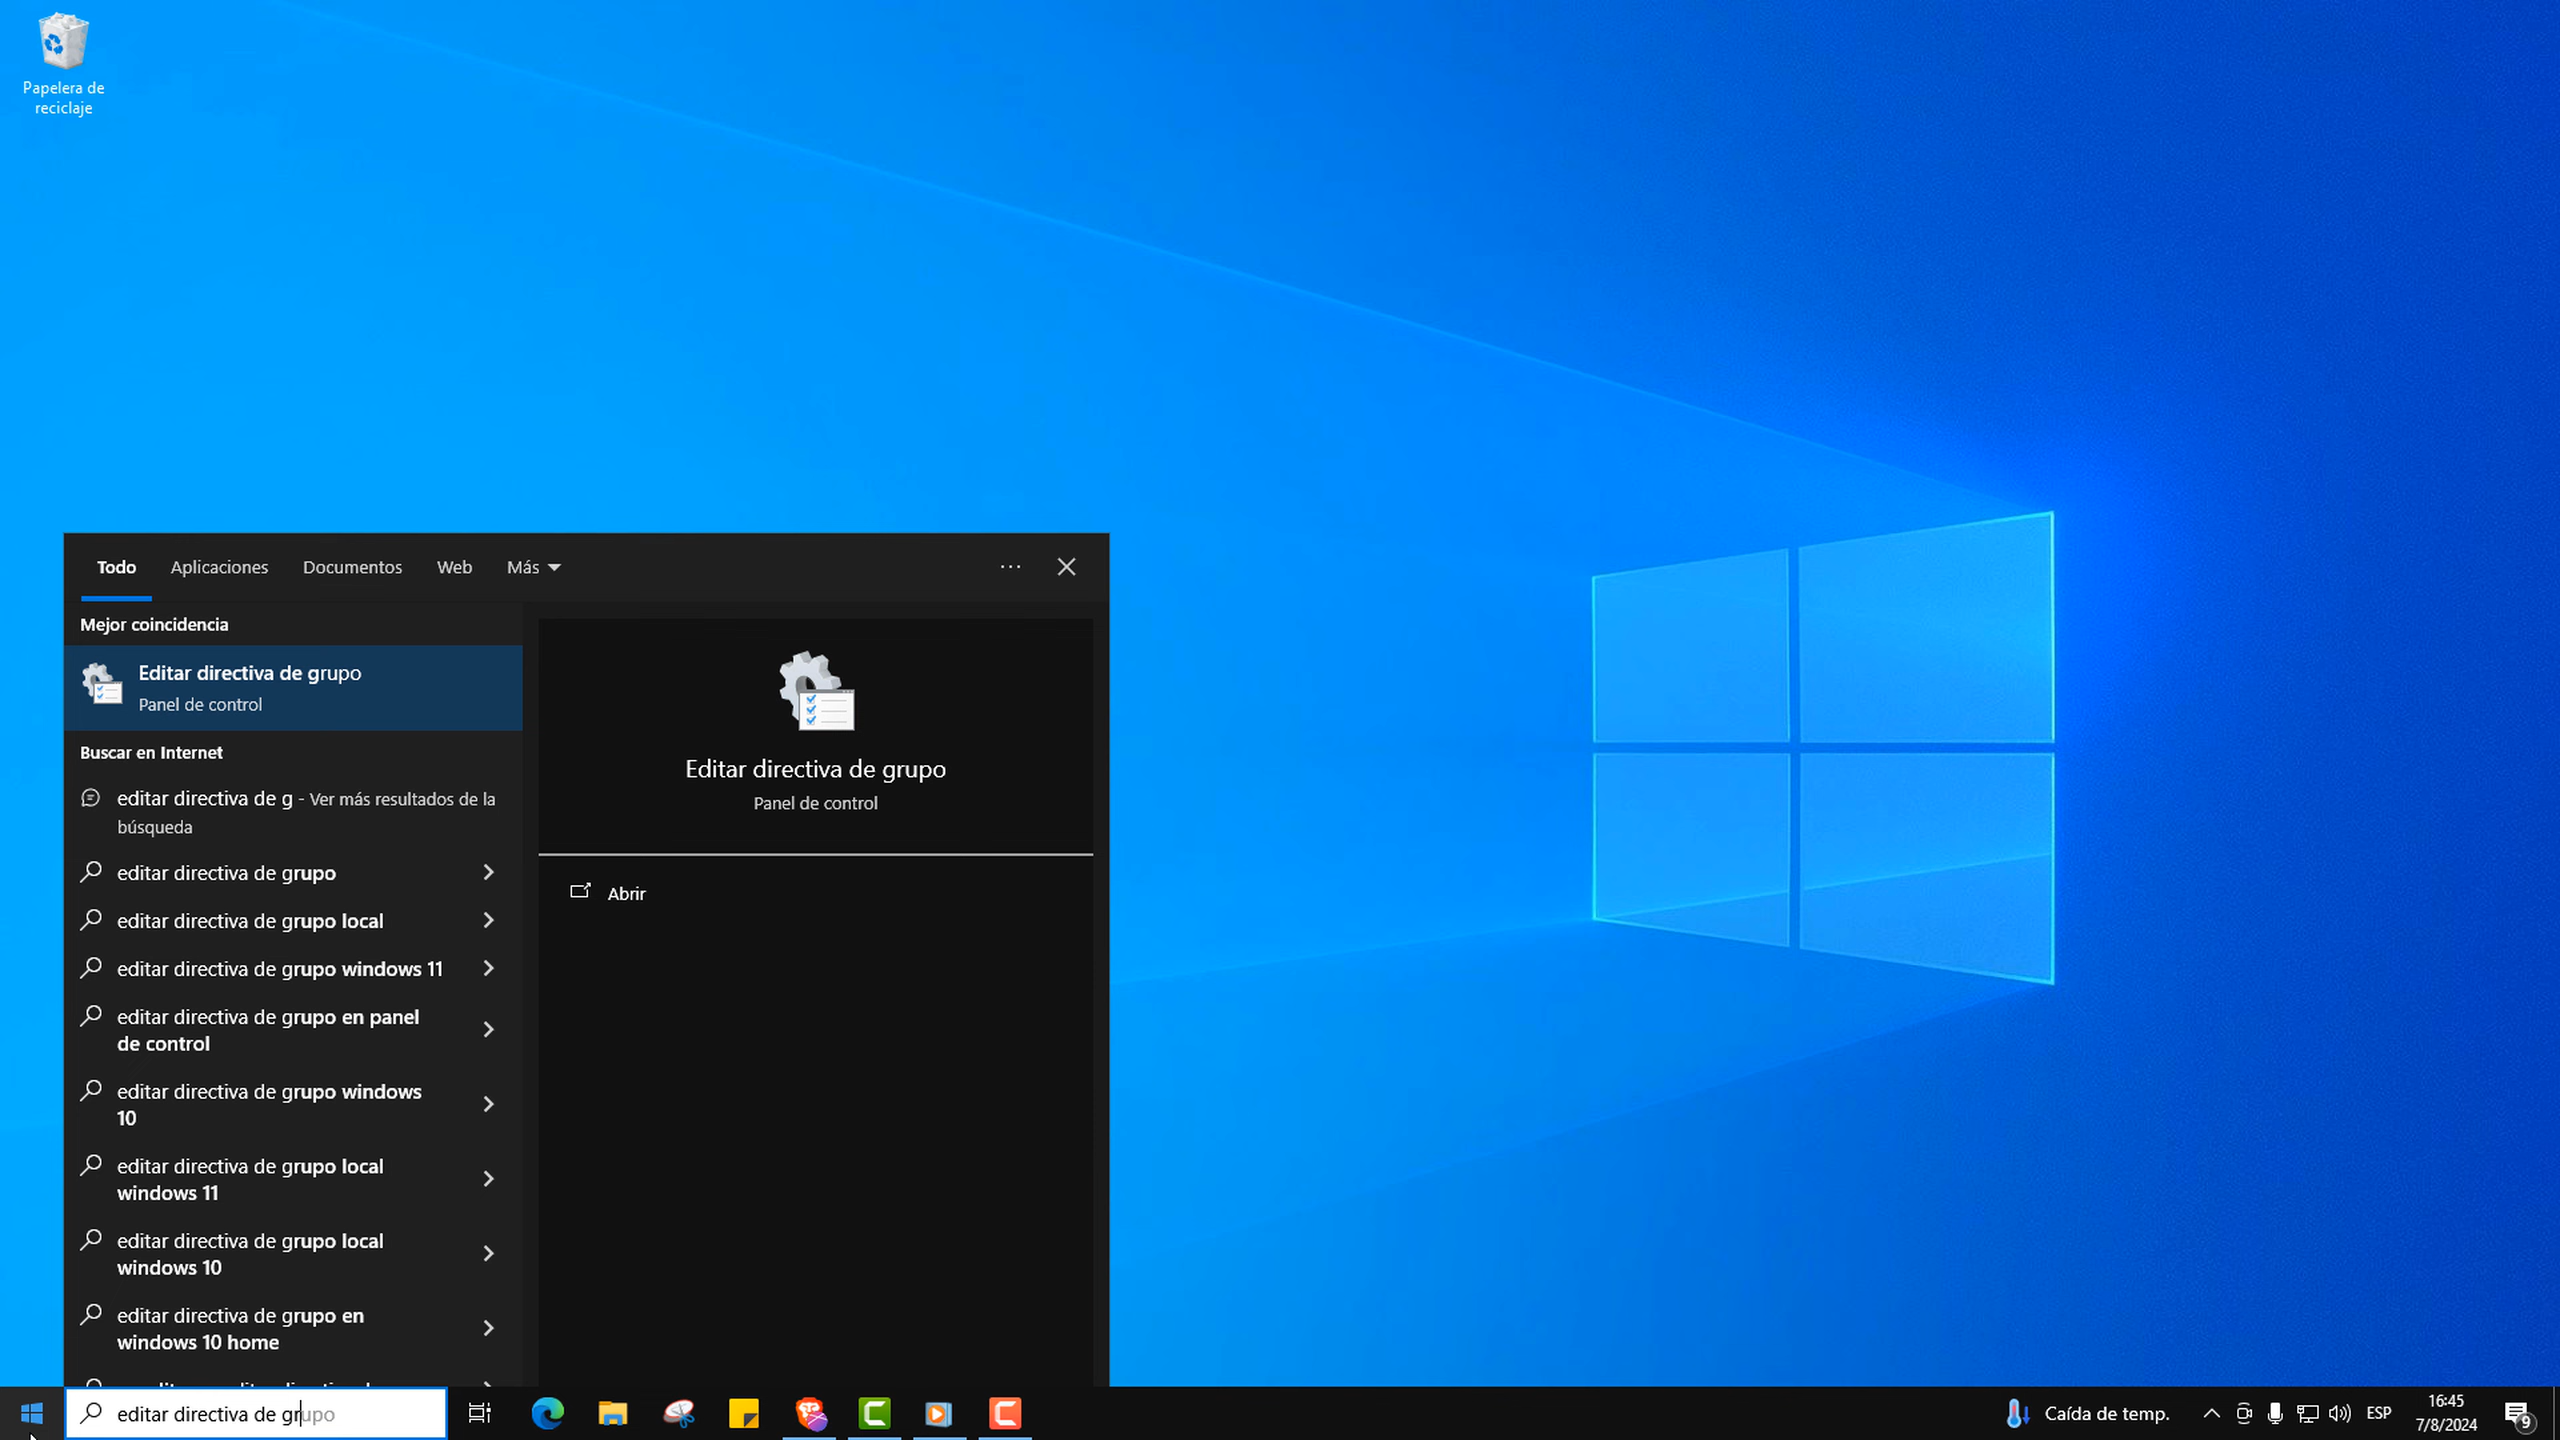 Papelera de
reciclaje
Todo Aplicaciones Documentos Web Más
Mejor coincidencia
Editar directiva de grupo
Panel de control
Buscar en Internet
editar directiva de g - Ver más resultados de la
búsqueda
editar directiva de grupo
editar directiva de grupo local
editar directiva de grupo windows 11
editar directiva de grupo en panel
de control
editar directiva de grupo windows
10
editar directiva de grupo local
windows 11
editar directiva de grupo local
windows 10
editar directiva de grupo en
windows 10 home
Editar directiva de grupo
Panel de control
Abrir
editar directiva de grupo
Caída de temp.
ESP
16:45
7/8/2024
9